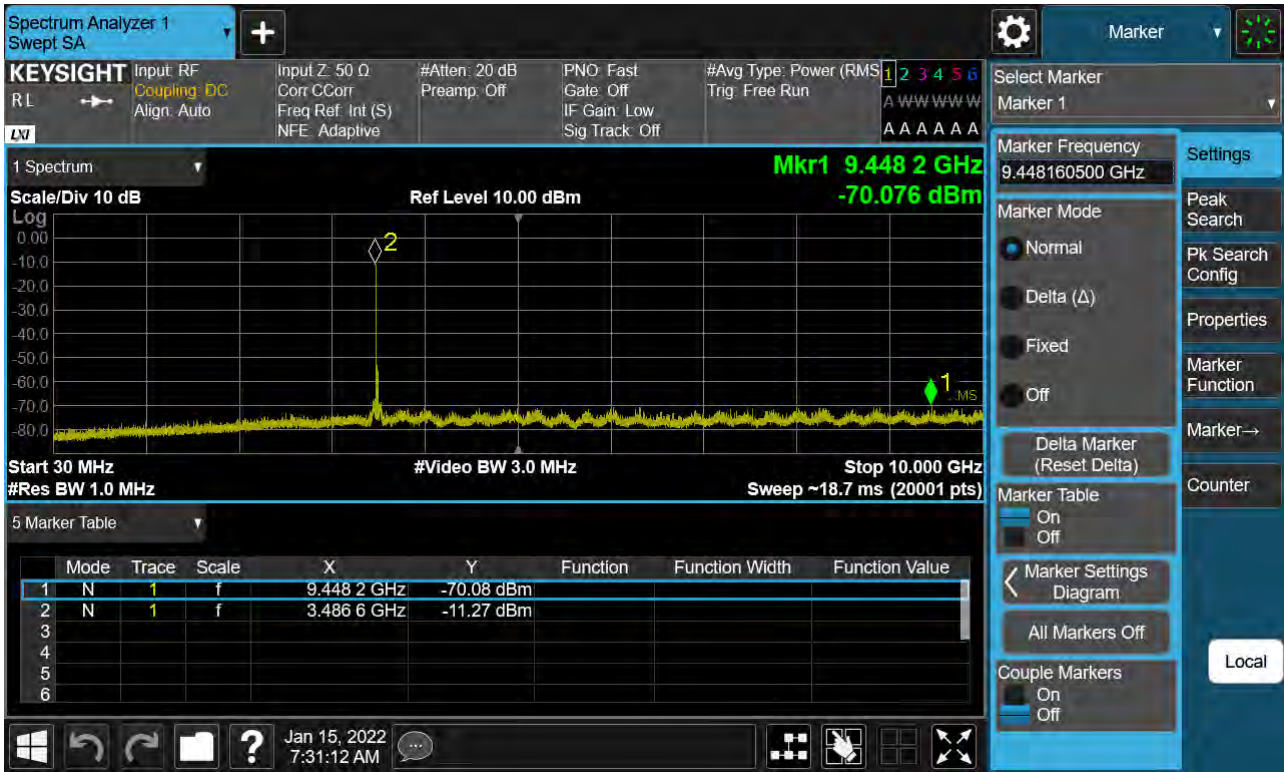 Spectrum Analyzer 1
Swept SA
Marker
KEYSIGHT
RL
LXI
Input: RF
Coupling: DC
Align: Auto
Input Z: 50 Ω
Corr CCorr
Freq Ref: Int (S)
NFE: Adaptive
#Atten: 20 dB
Preamp: Off
PNO: Fast
Gate: Off
IF Gain: Low
Sig Track: Off
#Avg Type: Power (RMS
Trig: Free Run
1 2 3 4 5 6
A W W W W W
A A A A A A
Select Marker
Marker 1
1 Spectrum
Scale/Div 10 dB
Log
Ref Level 10.00 dBm
Mkr1 9.448 2 GHz
-70.076 dBm
0.00
-10.0
-20.0
-30.0
-40.0
-50.0
-60.0
-70.0
-80.0
2
1
Start 30 MHz
#Res BW 1.0 MHz
#Video BW 3.0 MHz
Stop 10.000 GHz
Sweep ~18.7 ms (20001 pts)
5 Marker Table
Mode Trace Scale X Y Function Function Width Function Value
1 N 1 f 9.448 2 GHz -70.08 dBm
2 N 1 f 3.486 6 GHz -11.27 dBm
3
4
5
6
Marker Frequency
9.448160500 GHz
Marker Mode
Normal
Delta (Δ)
Fixed
Off
Delta Marker
(Reset Delta)
Marker Table
On
Off
Marker Settings
Diagram
All Markers Off
Couple Markers
On
Off
Settings
Peak
Search
Pk Search
Config
Properties
Marker
Function
Marker→
Counter
Local
Jan 15, 2022
7:31:12 AM